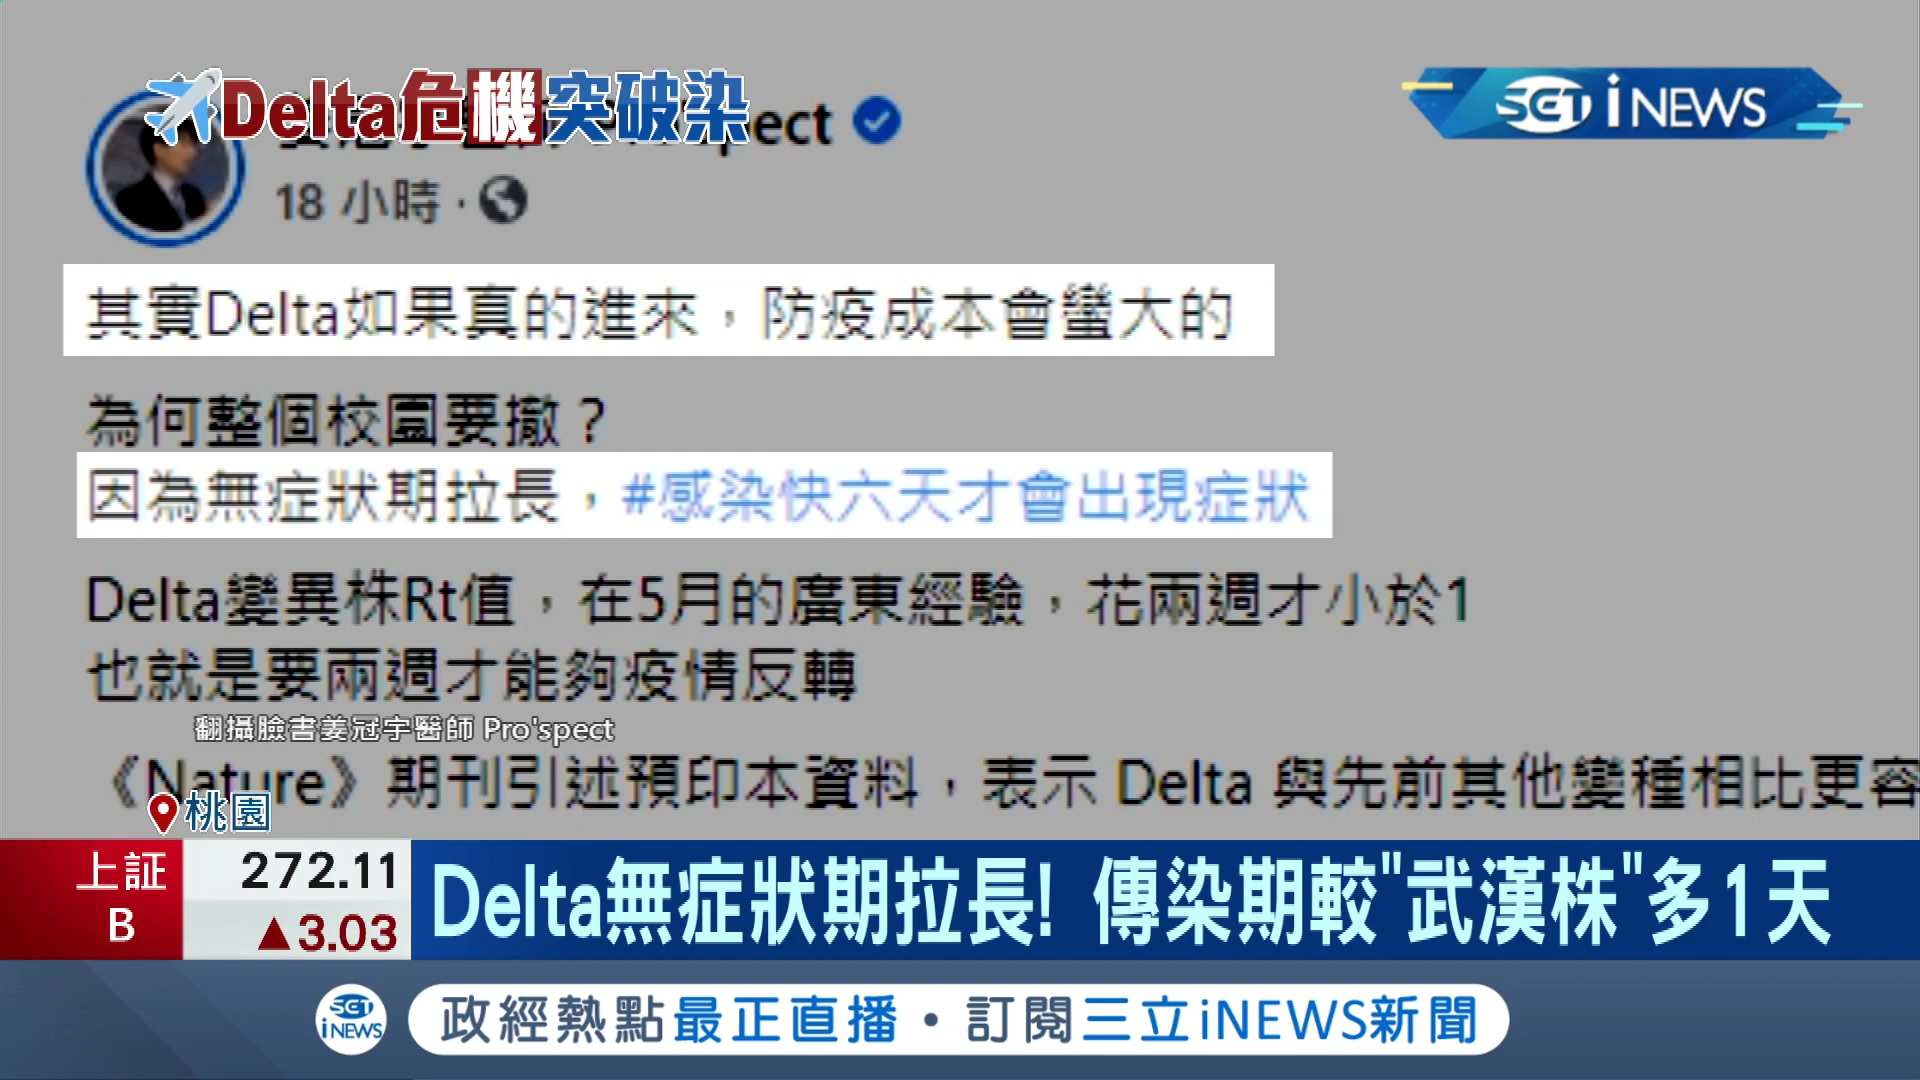 Delta危機突破染
ect
SET iNEWS
18 小時 ·
其實Delta如果真的進來，防疫成本會蠻大的
為何整個校園要撤？
因為無症狀期拉長，#感染快六天才會出現症狀
Delta變異株Rt值，在5月的廣東經驗，花兩週才小於1
也就是要兩週才能夠疫情反轉
翻攝臉書姜冠宇醫師 Pro'spect
《Nature》期刊引述預印本資料，表示 Delta 與先前其他變種相比更容
桃園
上証
B
272.11
▲3.03
Delta無症狀期拉長! 傳染期較"武漢株"多1天
SET iNEWS
政經熱點最正直播・訂閱三立iNEWS新聞